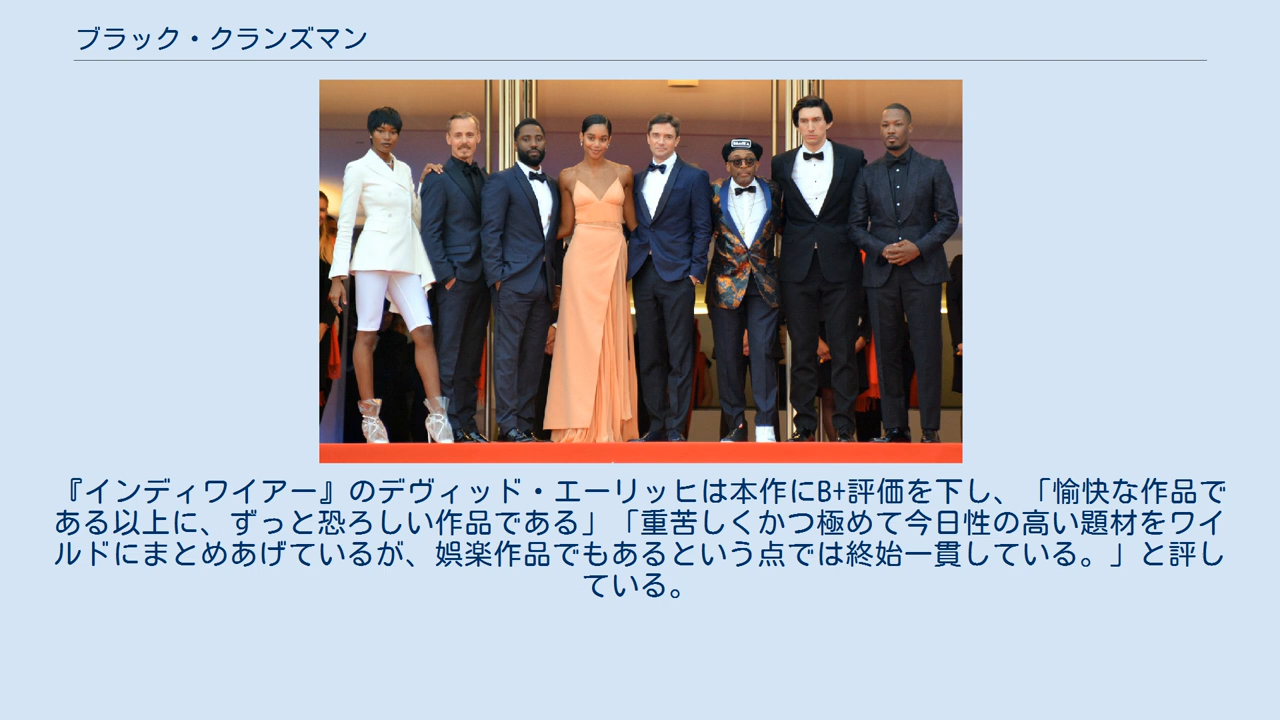 ブラック・クランズマン
『インディワイアー』のデヴィッド・エーリッヒは本作にB+評価を下し、「愉快な作品で
ある以上に、ずっと恐ろしい作品である」「重苦しくかつ極めて今日性の高い題材をワイ
ルドにまとめあげているが、娯楽作品でもあるという点では終始一貫している。」と評し
ている。